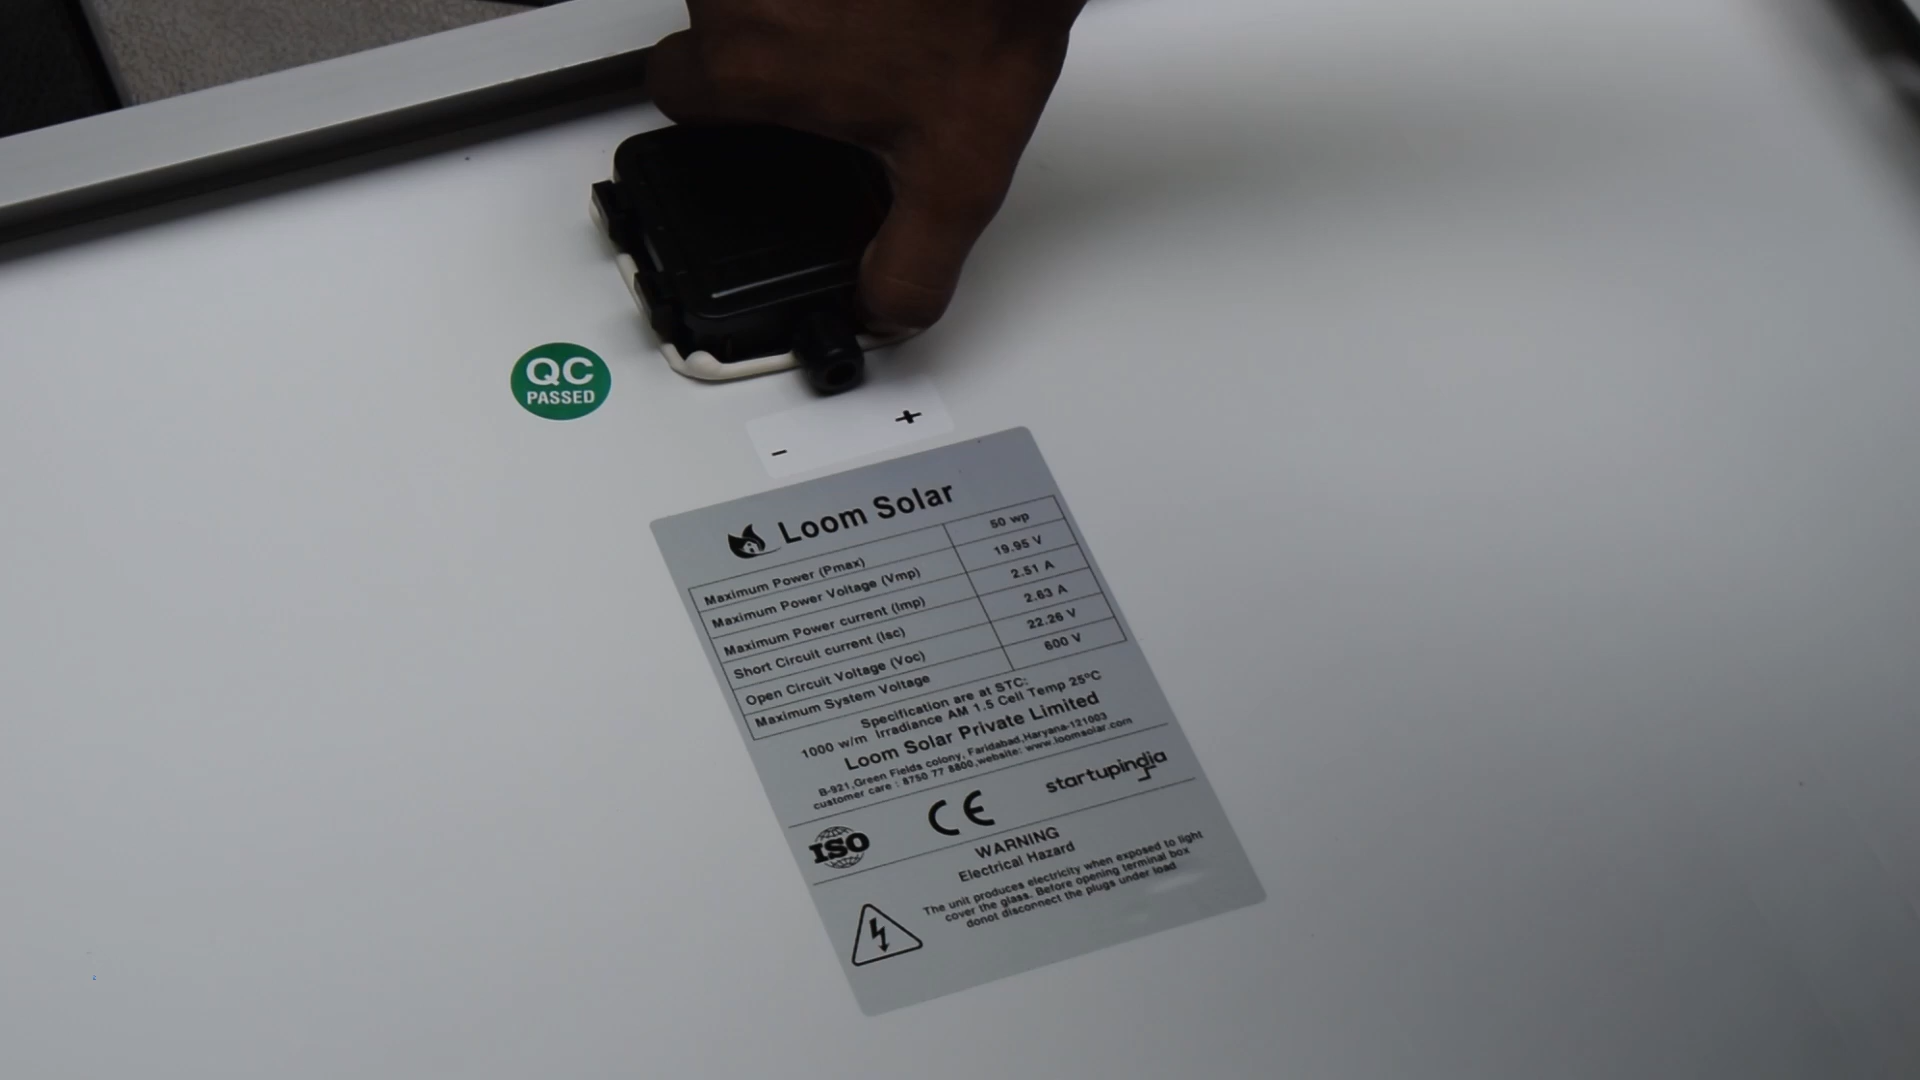 QC
PASSED
- +
Loom Solar
Maximum Power (Pmax) 50 wp
Maximum Power Voltage (Vmp) 19.95 V
Maximum Power current (Imp) 2.51 A
Short Circuit current (Isc) 2.63 A
Open Circuit Voltage (Voc) 22.26 V
Maximum System Voltage 600 V
Specification are at STC:
1000 w/m Irradiance AM 1.5 Cell Temp 25°C
Loom Solar Private Limited
B-921,Green Fields colony, Faridabad,Haryana-121003
customer care : 8750 77 8800,website: www.loomsolar.com
ISO CE startupindia
WARNING
Electrical Hazard
The unit produces electricity when exposed to light
cover the glass. Before opening terminal box
donot disconnect the plugs under load